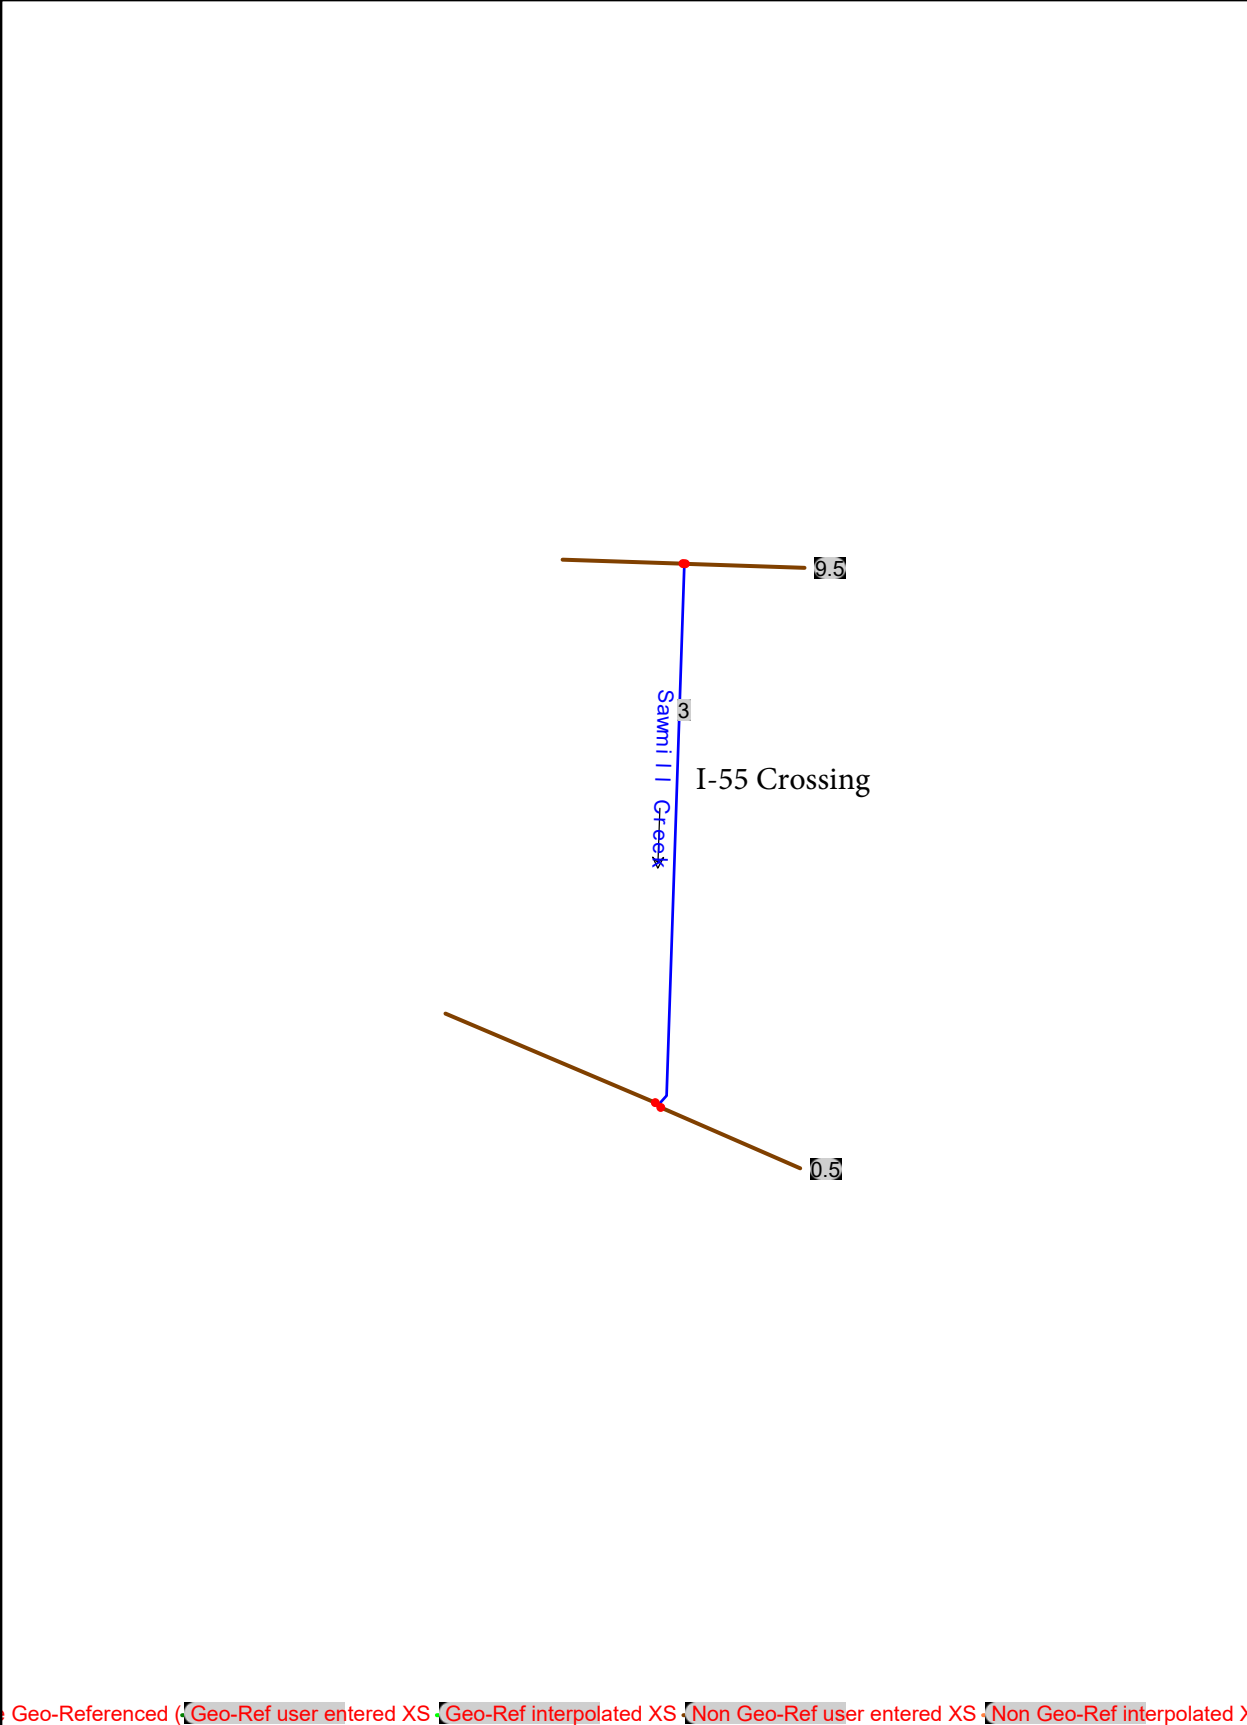 9.5
Sawmill Creek
3
I-55 Crossing
0.5
Geo-Referenced ( Geo-Ref user entered XS Geo-Ref interpolated XS Non Geo-Ref user entered XS Non Geo-Ref interpolated